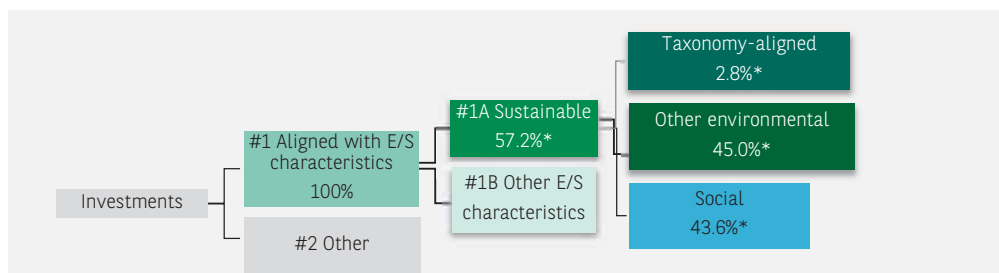 Investments
#1 Aligned with E/S
characteristics
100%
#2 Other
#1A Sustainable
57.2%*
#1B Other E/S
characteristics
Taxonomy-aligned
2.8%*
Other environmental
45.0%*
Social
43.6%*